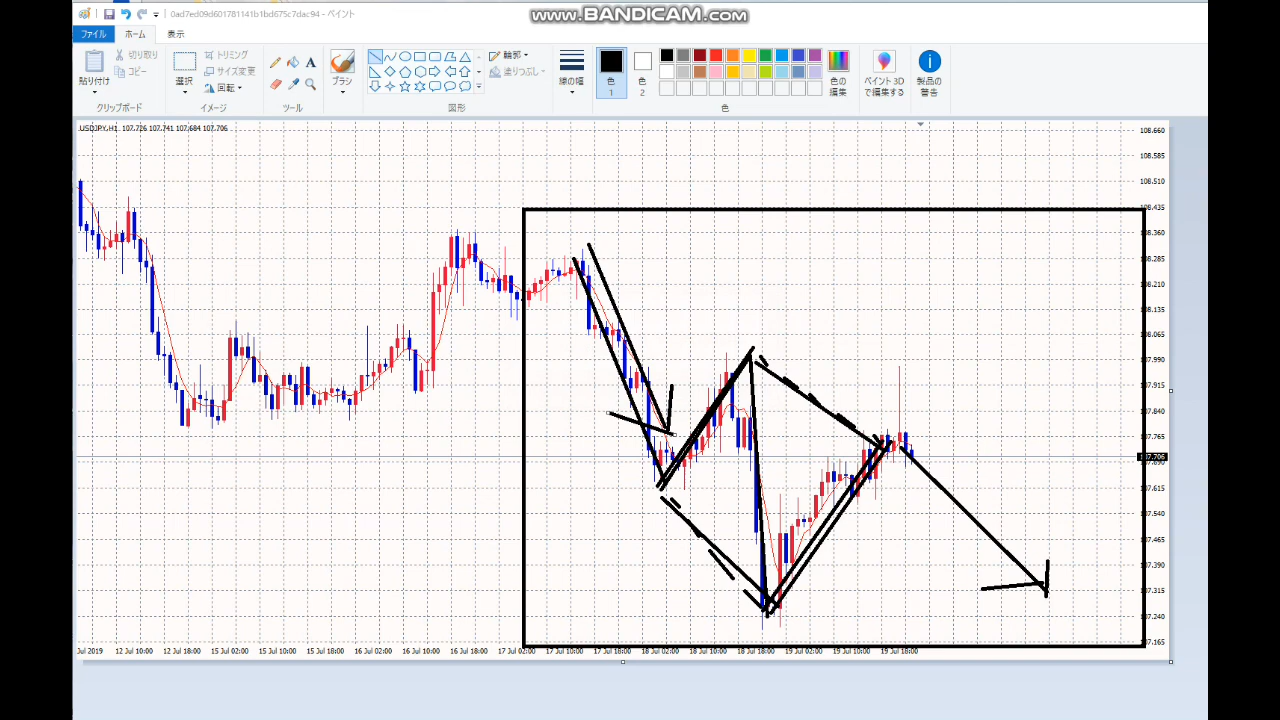 0ad7ed09d601781141b1bd675c7dac94 - ペイント
www.BANDICAM.com
ファイル ホーム 表示
貼り付け
切り取り
コピー
クリップボード
選択
トリミング
サイズ変更
回転
イメージ
A
ツール
ブラシ
輪郭
塗りつぶし
図形
線の幅
色
1
色
2
色の
編集
色
ペイント 3D
で編集する
製品の
警告
USDJPY,H1 107.726 107.741 107.684 107.706
108.660
108.585
108.510
108.435
108.360
108.285
108.210
108.135
108.065
107.990
107.915
107.840
107.765
107.706
107.690
107.615
107.540
107.465
107.390
107.315
107.240
107.165
Jul 2019 12 Jul 10:00 12 Jul 18:00 15 Jul 02:00 15 Jul 10:00 15 Jul 18:00 16 Jul 02:00 16 Jul 10:00 16 Jul 18:00 17 Jul 02:00 17 Jul 10:00 17 Jul 18:00 18 Jul 02:00 18 Jul 10:00 18 Jul 18:00 19 Jul 02:00 19 Jul 10:00 19 Jul 18:00